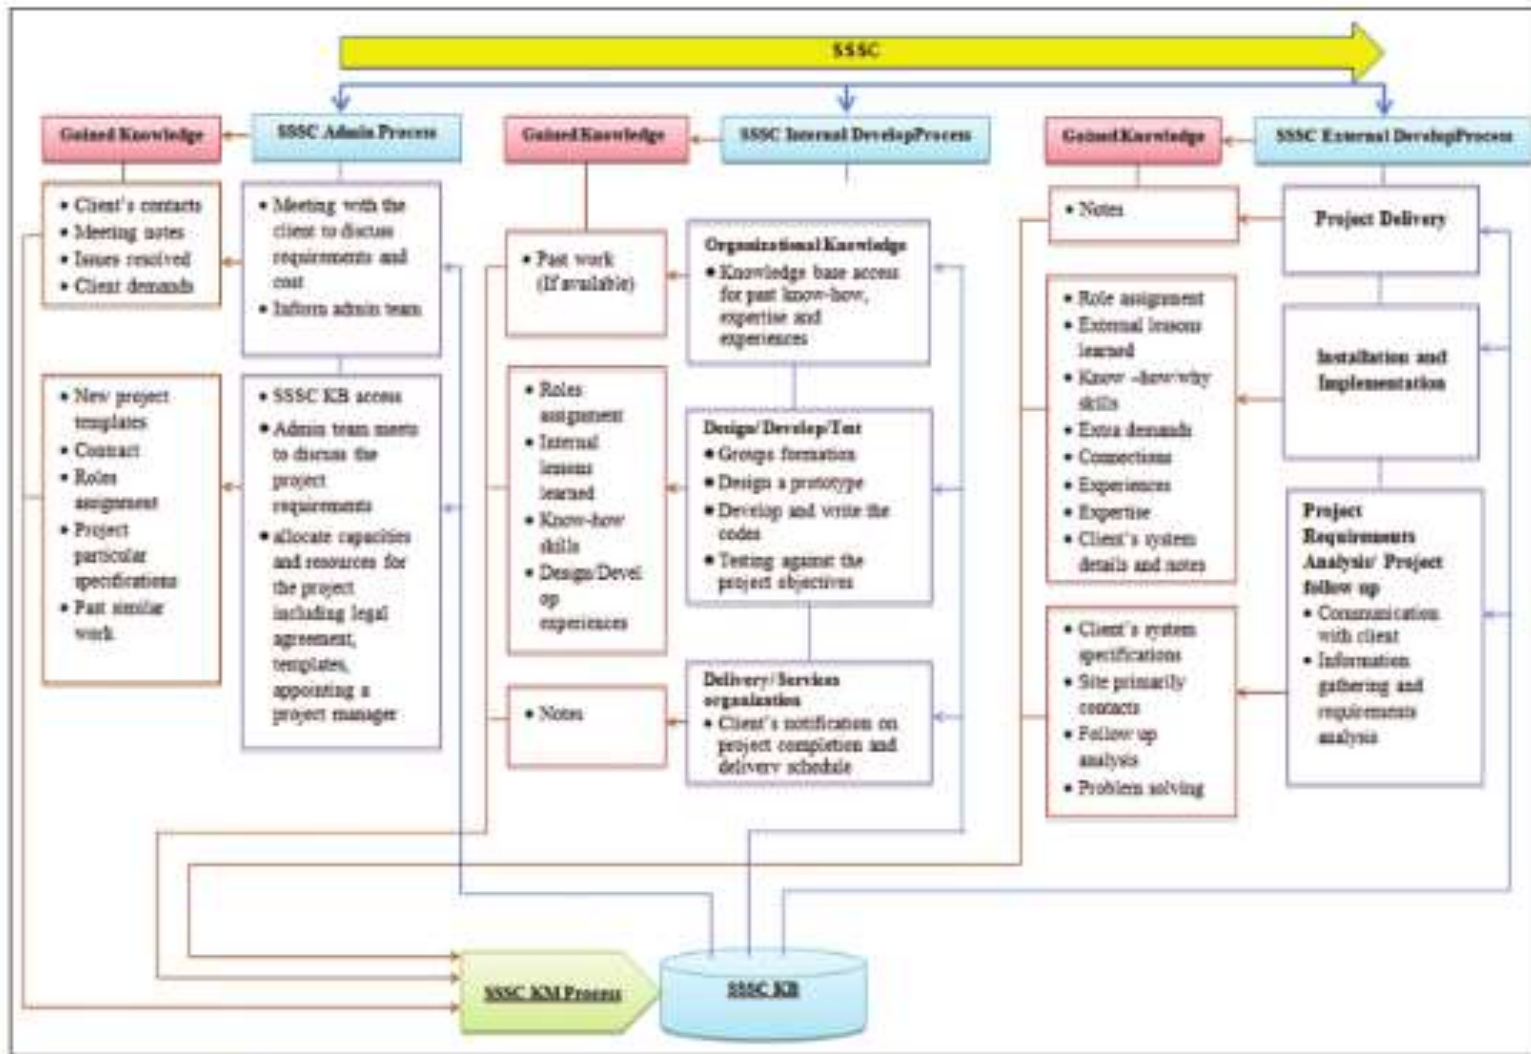 SSSC
Gained Knowledge
SSSC Admin Process
Gained Knowledge
SSSC Internal DevelopProcess
Gained Knowledge
SSSC External DevelopProcess
• Client's contacts
• Meeting notes
• Issues resolved
• Client demands
• Meeting with the
client to discuss
requirements and
cost
• Inform admin team
• New project
templates
• Contract
• Roles
assignment
• Project
particular
specifications
• Past similar
work
• SSSC KB access
• Admin team meets
to discuss the
project
requirements
• allocate capacities
and resources for
the project
including legal
agreement,
templates,
appointing a
project manager
• Past work
(If available)
Organizational Knowledge
• Knowledge base access
for past know-how,
expertise and
experiences
• Roles
assignment
• Internal
lessons
learned
• Know-how
skills
• Design/Devel
op experiences
Design/Develop/Test
• Groups formation
• Design a prototype
• Develop and write the
codes
• Testing against the
project objectives
• Notes
Delivery/Services
organization
• Client's notification on
project completion and
delivery schedule
• Notes
Project Delivery
• Role assignment
• External lessons
learned
• Know –how/why
skills
• Extra demands
• Connections
• Experiences
• Expertise
• Client's system
details and notes
Installation and
Implementation
• Client's system
specifications
• Site primarily
contacts
• Follow up
analysis
• Problem solving
Project
Requirements
Analysis/ Project
follow up
• Communication
with client
• Information
gathering and
requirements
analysis
SSSC KM Process
SSSC KB